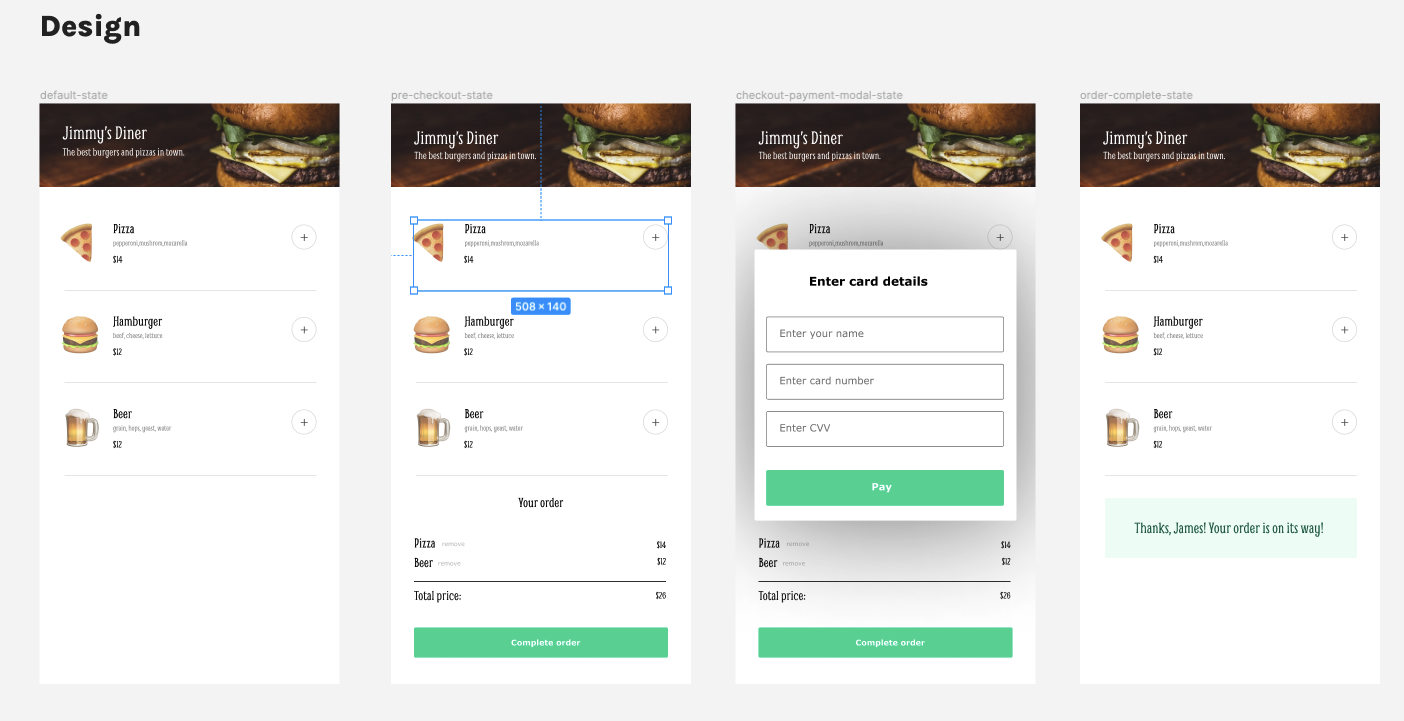 Design
default-state
Jimmy's Diner
The best burgers and pizzas in town.
Pizza
pepperoni,mushrom,mozarella
$14
+
Hamburger
beef, cheese, lettuce
$12
+
Beer
grain, hops, yeast, water
$12
+
pre-checkout-state
Jimmy's Diner
The best burgers and pizzas in town.
Pizza
pepperoni,mushrom,mozarella
$14
+
508 × 140
Hamburger
beef, cheese, lettuce
$12
+
Beer
grain, hops, yeast, water
$12
+
Your order
Pizza remove $14
Beer remove $12
Total price: $26
Complete order
checkout-payment-modal-state
Jimmy's Diner
The best burgers and pizzas in town.
Pizza
pepperoni,mushrom,mozarella
+
Enter card details
Enter your name
Enter card number
Enter CVV
Pay
Pizza remove $14
Beer remove $12
Total price: $26
Complete order
order-complete-state
Jimmy's Diner
The best burgers and pizzas in town.
Pizza
pepperoni,mushrom,mozarella
$14
+
Hamburger
beef, cheese, lettuce
$12
+
Beer
grain, hops, yeast, water
$12
+
Thanks, James! Your order is on its way!